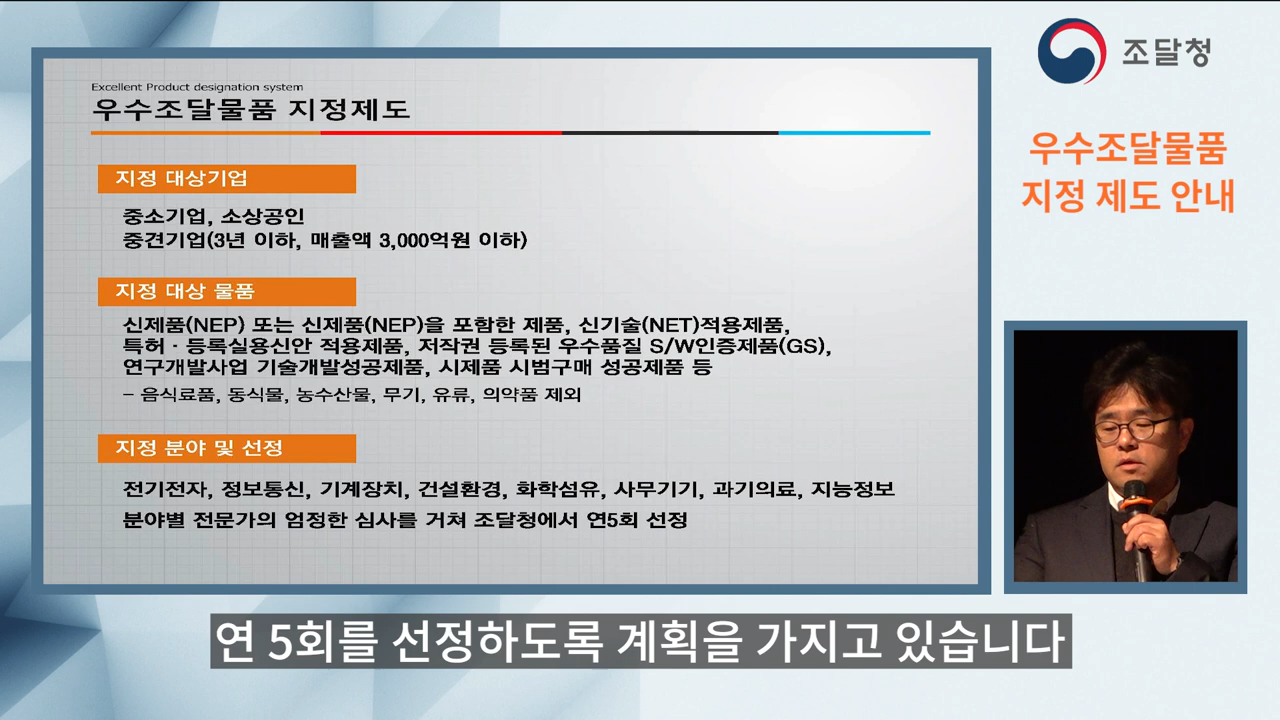 조달청
우수조달물품
지정 제도 안내
Excellent Product designation system
우수조달물품 지정제도
지정 대상기업
중소기업, 소상공인
중견기업(3년 이하, 매출액 3,000억원 이하)
지정 대상 물품
신제품(NEP) 또는 신제품(NEP)을 포함한 제품, 신기술(NET)적용제품,
특허 · 등록실용신안 적용제품, 저작권 등록된 우수품질 S/W인증제품(GS),
연구개발사업 기술개발성공제품, 시제품 시범구매 성공제품 등
- 음식료품, 동식물, 농수산물, 무기, 유류, 의약품 제외
지정 분야 및 선정
전기전자, 정보통신, 기계장치, 건설환경, 화학섬유, 사무기기, 과기의료, 지능정보
분야별 전문가의 엄정한 심사를 거쳐 조달청에서 연5회 선정
연 5회를 선정하도록 계획을 가지고 있습니다